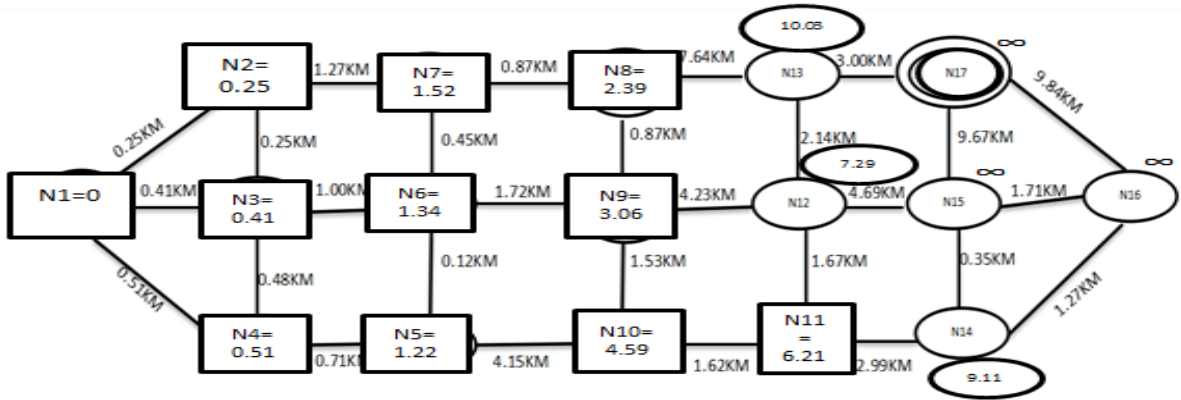 10.03
N2=
0.25
1.27KM
N7=
1.52
0.87KM
N8=
2.39
7.64KM
N13
3.00KM
N17
∞
9.84KM
0.25KM
0.25KM
0.45KM
0.87KM
2.14KM
9.67KM
7.29
∞
∞
N1=0
0.41KM
N3=
0.41
1.00KM
N6=
1.34
1.72KM
N9=
3.06
4.23KM
N12
4.69KM
N15
1.71KM
N16
0.51KM
0.48KM
0.12KM
1.53KM
1.67KM
0.35KM
1.27KM
N4=
0.51
0.71K
N5=
1.22
4.15KM
N10=
4.59
1.62KM
N11
=
6.21
2.99KM
N14
9.11